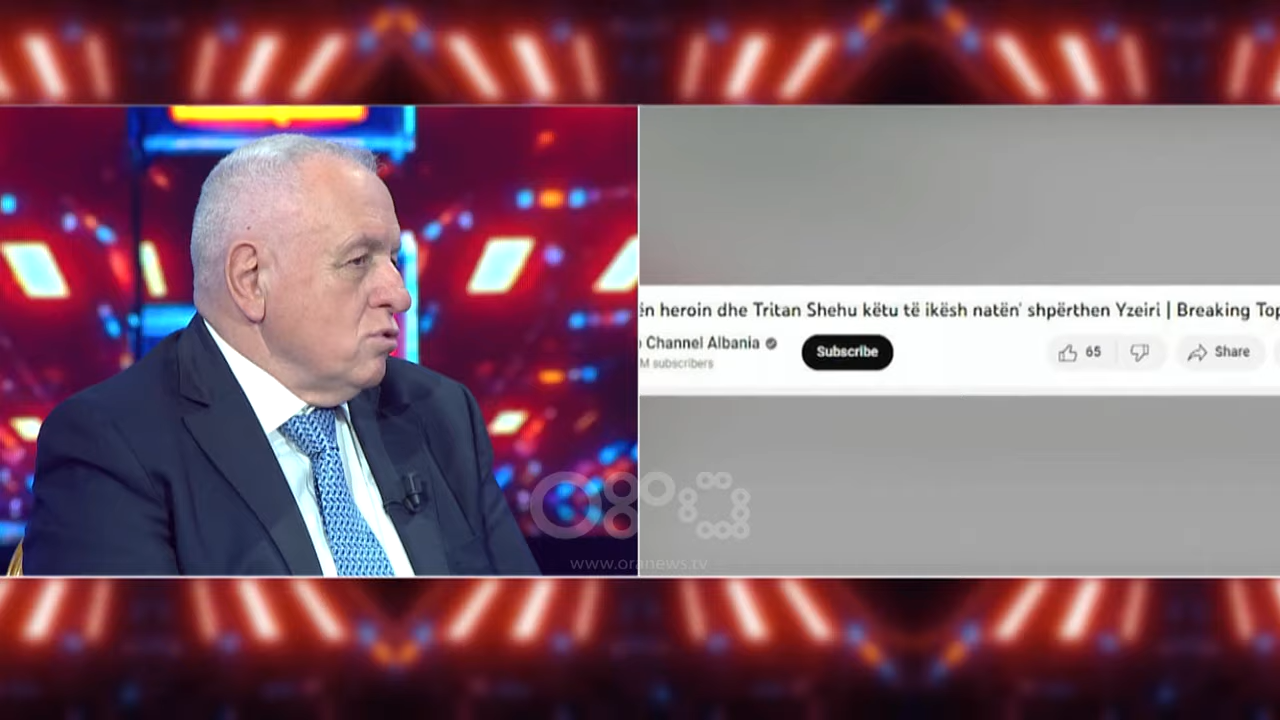 ën heroin dhe Tritan Shehu këtu të ikësh natën' shpërthen Yzeiri | Breaking Top
Channel Albania
Subscribe
65
Share
M subscribers
www.oranews.tv